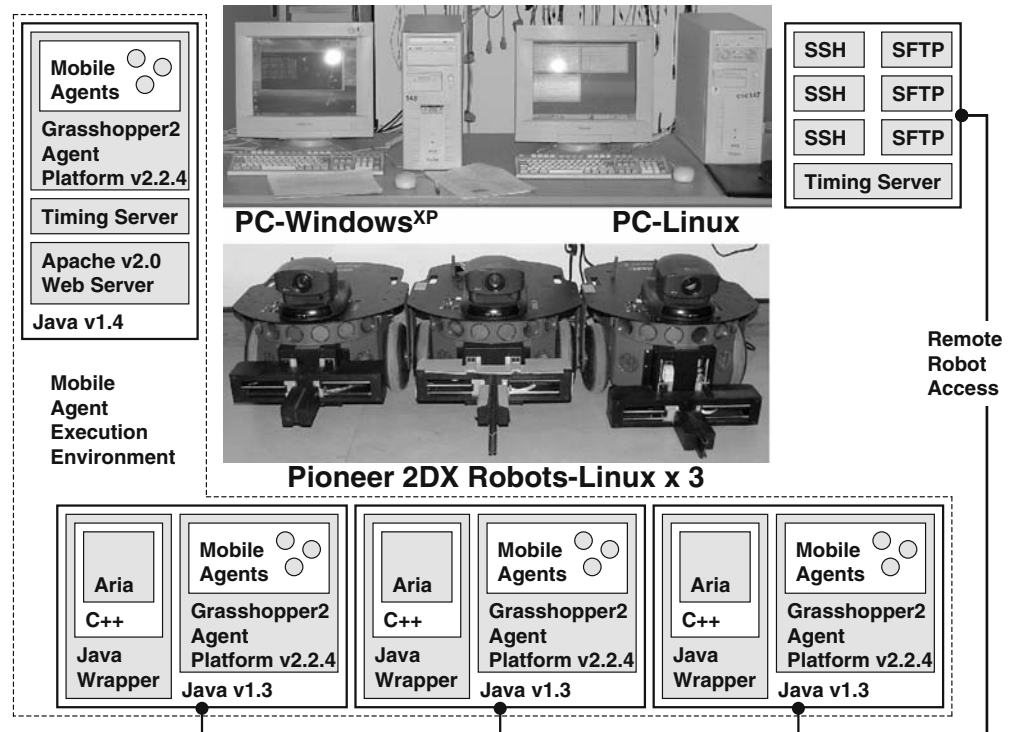 Mobile
Agents
Grasshopper2
Agent
Platform v2.2.4
Timing Server
Apache v2.0
Web Server
Java v1.4
PC-WindowsXP
PC-Linux
SSH
SFTP
SSH
SFTP
SSH
SFTP
Timing Server
Remote
Robot
Access
Mobile
Agent
Execution
Environment
Pioneer 2DX Robots-Linux x 3
Aria
C++
Java
Wrapper
Mobile
Agents
Grasshopper2
Agent
Platform v2.2.4
Java v1.3
Aria
C++
Java
Wrapper
Mobile
Agents
Grasshopper2
Agent
Platform v2.2.4
Java v1.3
Aria
C++
Java
Wrapper
Mobile
Agents
Grasshopper2
Agent
Platform v2.2.4
Java v1.3